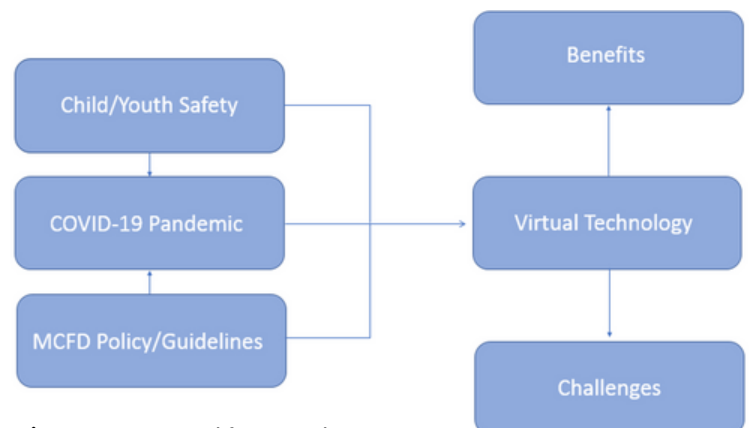 Benefits
Child/Youth Safety
COVID-19 Pandemic
Virtual Technology
MCFD Policy/Guidelines
Challenges